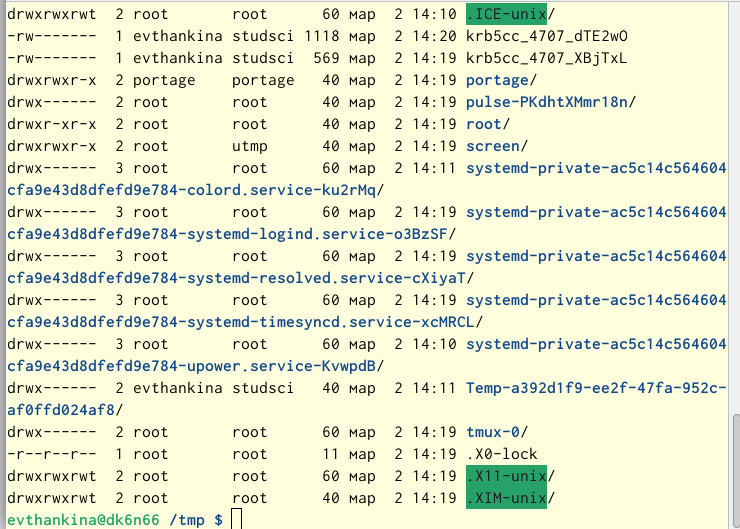 drwxrwxrwt  2 root       root      60 мар  2 14:10 .ICE-unix/
-rw-------  1 evthankina studsci 1118 мар  2 14:20 krb5cc_4707_dTE2wO
-rw-------  1 evthankina studsci  569 мар  2 14:19 krb5cc_4707_XBjTxL
drwxrwxr-x  2 portage    portage   40 мар  2 14:19 portage/
drwx------  2 root       root      40 мар  2 14:19 pulse-PKdhtXMmr18n/
drwxr-xr-x  2 root       root      40 мар  2 14:19 root/
drwxrwxr-x  2 root       utmp      40 мар  2 14:19 screen/
drwx------  3 root       root      60 мар  2 14:11 systemd-private-ac5c14c564604
cfa9e43d8dfefd9e784-colord.service-ku2rMq/
drwx------  3 root       root      60 мар  2 14:19 systemd-private-ac5c14c564604
cfa9e43d8dfefd9e784-systemd-logind.service-o3BzSF/
drwx------  3 root       root      60 мар  2 14:19 systemd-private-ac5c14c564604
cfa9e43d8dfefd9e784-systemd-resolved.service-cXiyaT/
drwx------  3 root       root      60 мар  2 14:19 systemd-private-ac5c14c564604
cfa9e43d8dfefd9e784-systemd-timesyncd.service-xcMRCL/
drwx------  3 root       root      60 мар  2 14:10 systemd-private-ac5c14c564604
cfa9e43d8dfefd9e784-upower.service-KvwpdB/
drwx------  2 evthankina studsci   40 мар  2 14:11 Temp-a392d1f9-ee2f-47fa-952c-
af0ffd024af8/
drwx------  2 root       root      60 мар  2 14:19 tmux-0/
-r--r--r--  1 root       root      11 мар  2 14:19 .X0-lock
drwxrwxrwt  2 root       root      60 мар  2 14:19 .X11-unix/
drwxrwxrwt  2 root       root      40 мар  2 14:19 .XIM-unix/
evthankina@dk6n66 /tmp $